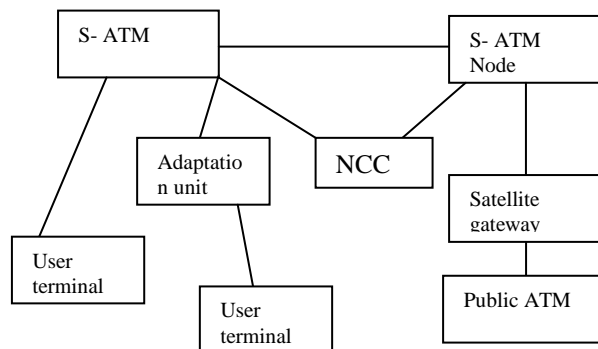 S- ATM
S- ATM
Node
Adaptatio
n unit
NCC
Satellite
gateway
User
terminal
Public ATM
User
terminal